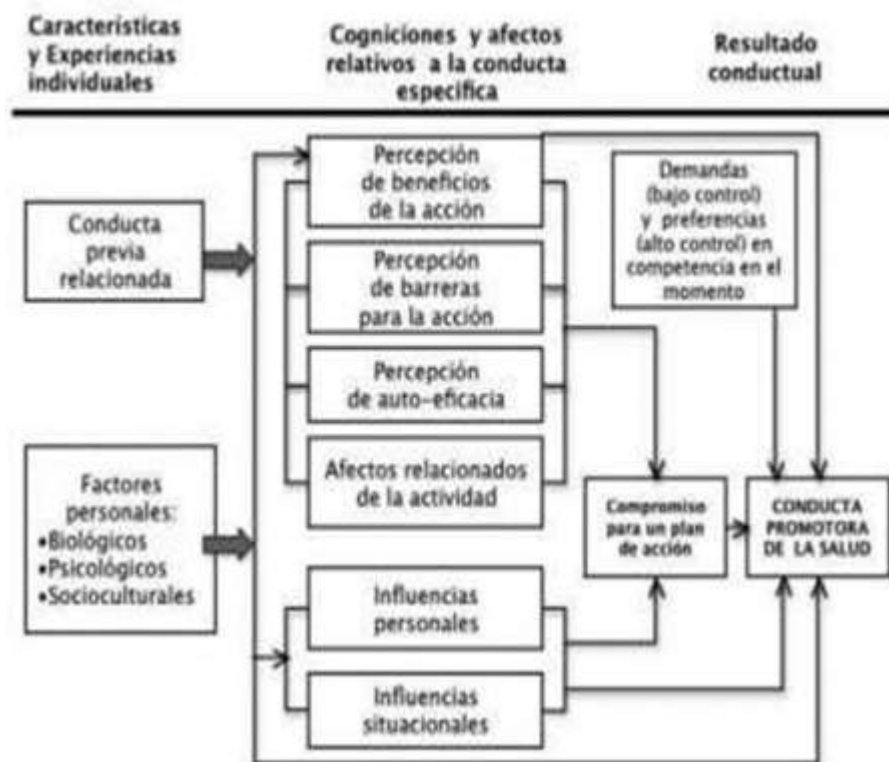 Características
y Experiencias
individuales
Cogniciones y afectos
relativos a la conducta
específica
Resultado
conductual
Conducta
previa
relacionada
Factores
personales:
•Biológicos
•Psicológicos
•Socioculturales
Percepción
de beneficios
de la acción
Percepción
de barreras
para la acción
Percepción
de auto-eficacia
Afectos relacionados
de la actividad
Influencias
personales
Influencias
situacionales
Demandas
(bajo control)
y preferencias
(alto control) en
competencia en el
momento
Compromiso
para un plan
de acción
CONDUCTA
PROMOTORA
DE LA SALUD